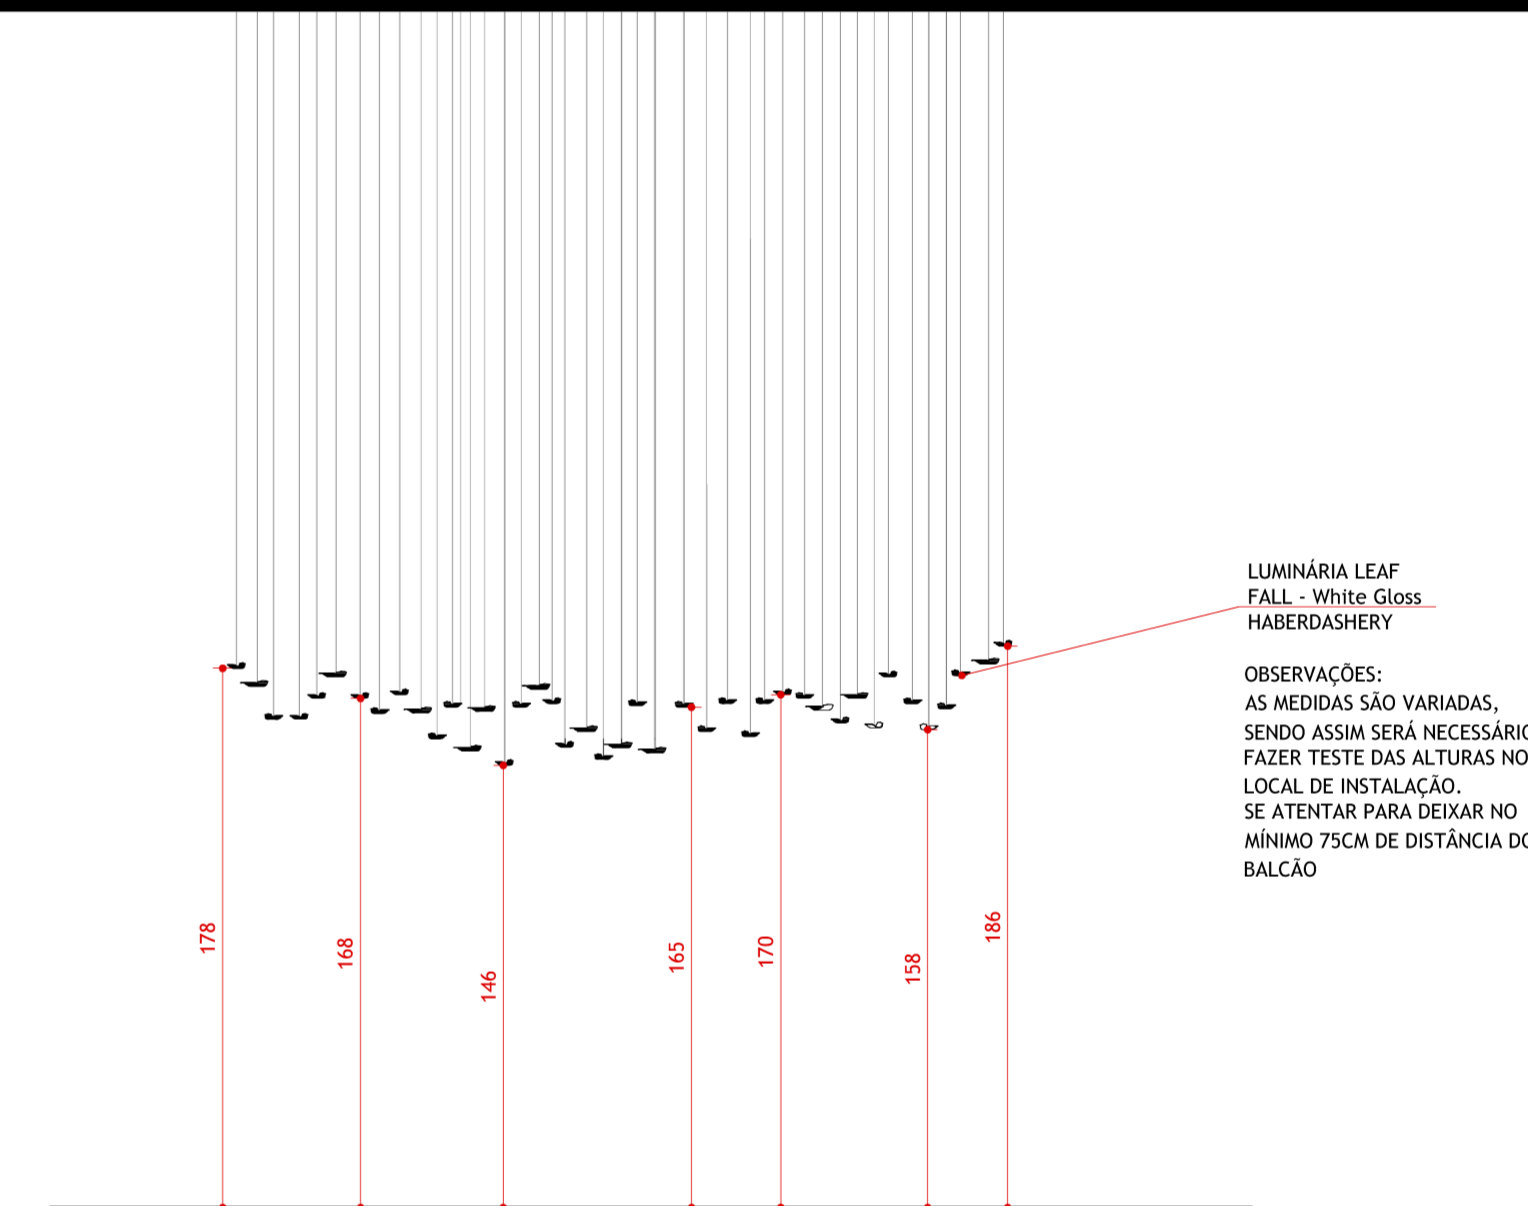 LUMINÁRIA LEAF
FALL - White Gloss
HABERDASHERY
OBSERVAÇÕES:
AS MEDIDAS SÃO VARIADAS,
SENDO ASSIM SERÁ NECESSÁRIO
FAZER TESTE DAS ALTURAS NO
LOCAL DE INSTALAÇÃO.
SE ATENTAR PARA DEIXAR NO
MÍNIMO 75CM DE DISTÂNCIA DO
BALCÃO
178
168
146
165
170
158
186